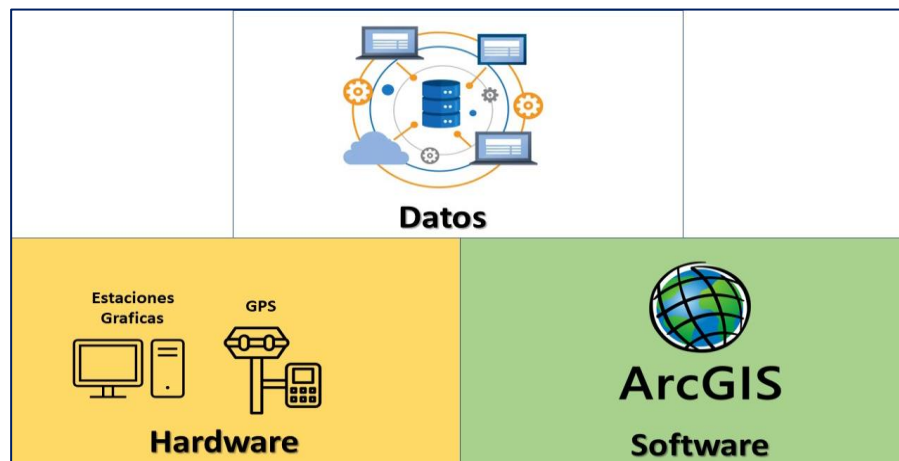 Datos
Estaciones
Graficas
GPS
Hardware
ArcGIS
Software